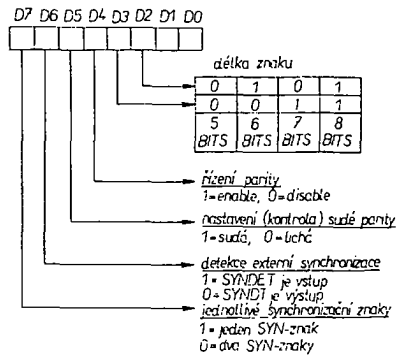 D7 D6 D5 D4 D3 D2 D1 D0
délka znaku
0 1 0 1
0 0 1 1
5 6 7 8
BITS BITS BITS BITS
řízení parity
1=enable, 0=disable
nastavení (kontrola) sudé parity
1=sudá, 0=lichá
detekce externí synchronizace
1=SYNDET je vstup
0=SYNDT je výstup
jednotlivé synchronizační znaky
1=jeden SYN-znak
0=dva SYN-znaky